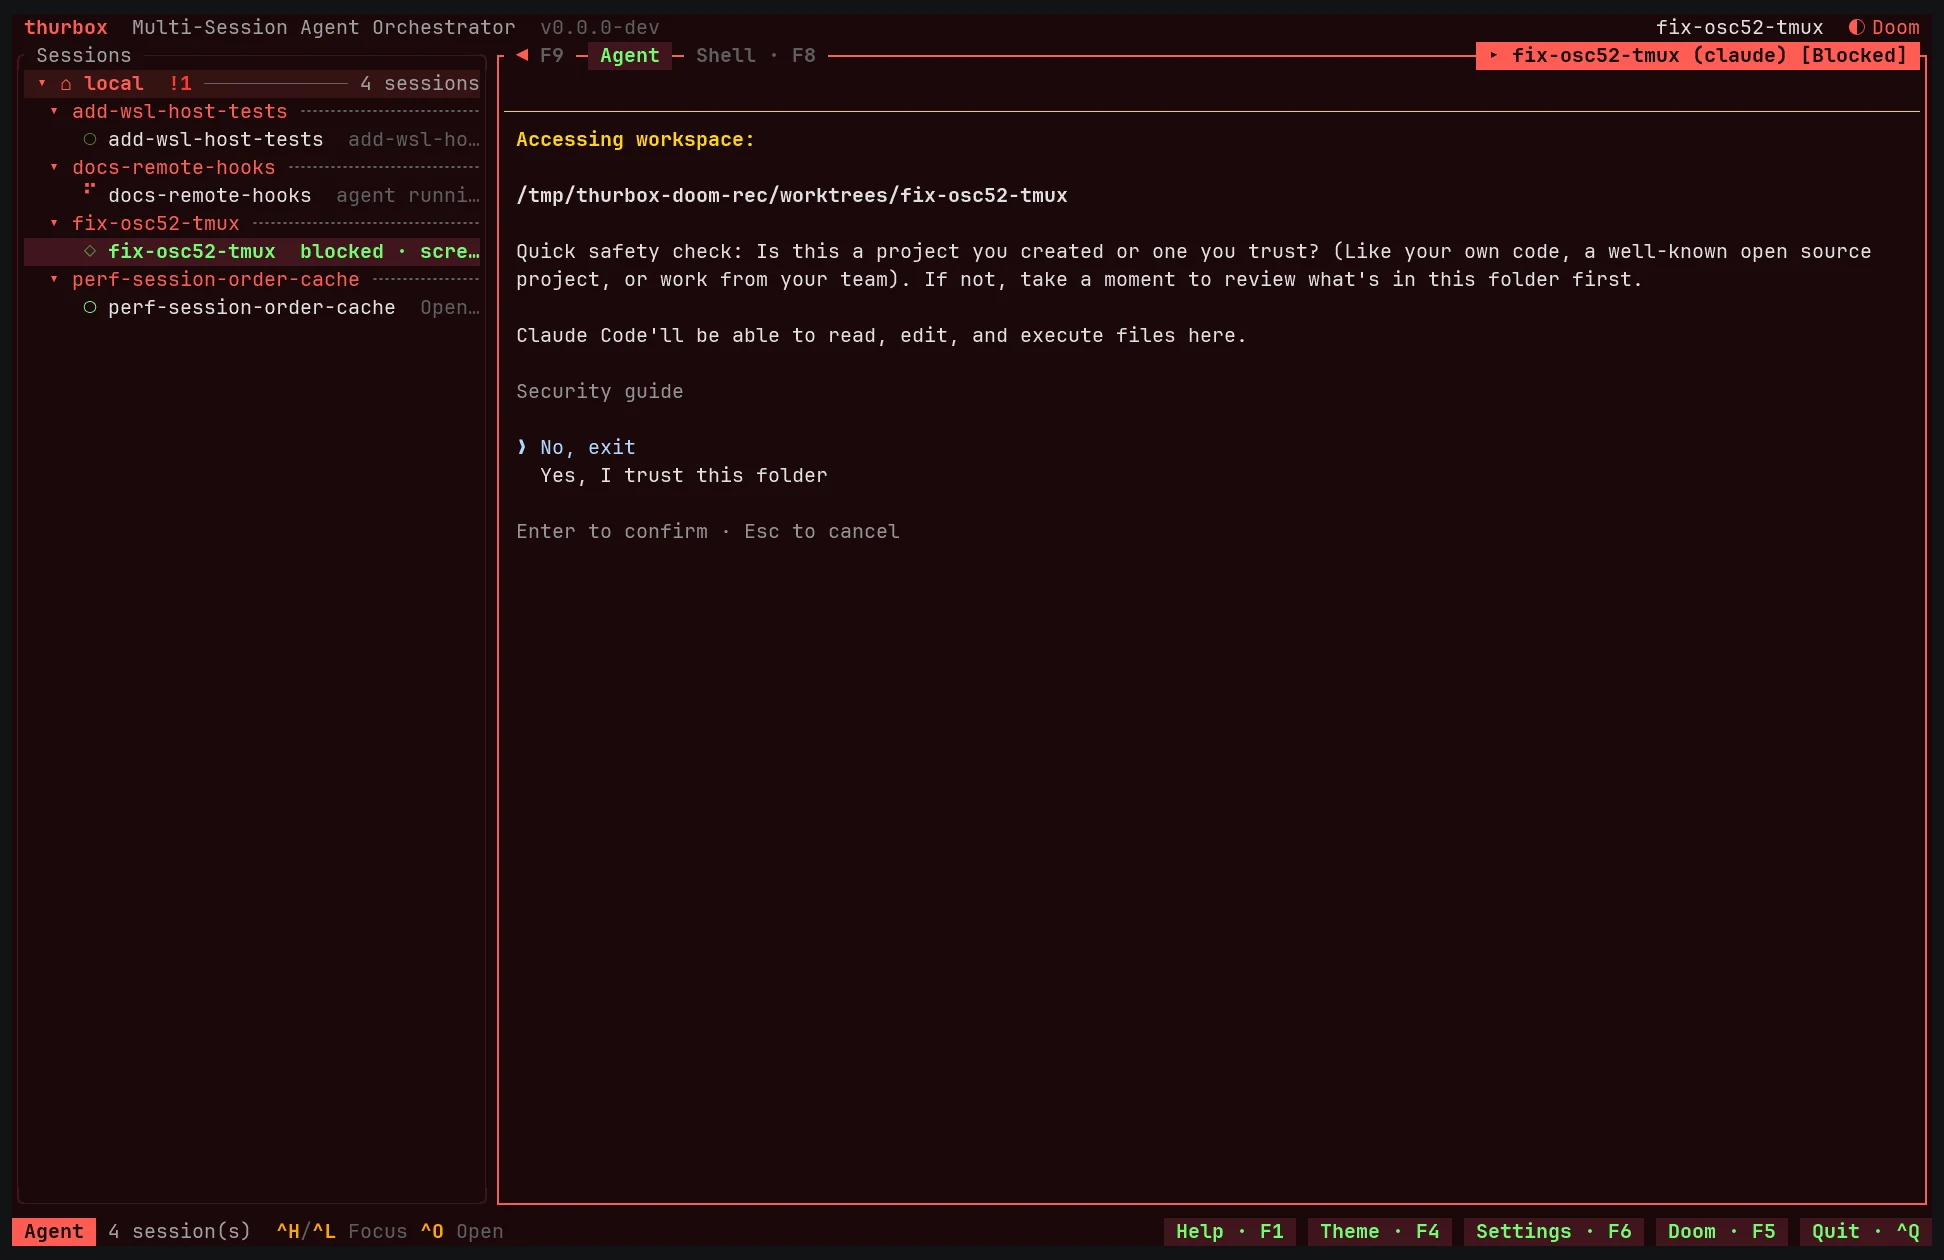 thurbox Multi-Session Agent Orchestrator v0.0.0-dev fix-osc52-tmux ◐ Doom
Sessions
▾ ⌂ local !1 4 sessions
▾ add-wsl-host-tests
○ add-wsl-host-tests add-wsl-ho…
▾ docs-remote-hooks
docs-remote-hooks agent runni…
▾ fix-osc52-tmux
◇ fix-osc52-tmux blocked · scre…
▾ perf-session-order-cache
○ perf-session-order-cache Open…
◄ F9 Agent Shell · F8 ▸ fix-osc52-tmux (claude) [Blocked]
Accessing workspace:
/tmp/thurbox-doom-rec/worktrees/fix-osc52-tmux
Quick safety check: Is this a project you created or one you trust? (Like your own code, a well-known open source
project, or work from your team). If not, take a moment to review what's in this folder first.
Claude Code'll be able to read, edit, and execute files here.
Security guide
❯ No, exit
Yes, I trust this folder
Enter to confirm · Esc to cancel
Agent 4 session(s) ^H/^L Focus ^O Open Help · F1 Theme · F4 Settings · F6 Doom · F5 Quit · ^Q